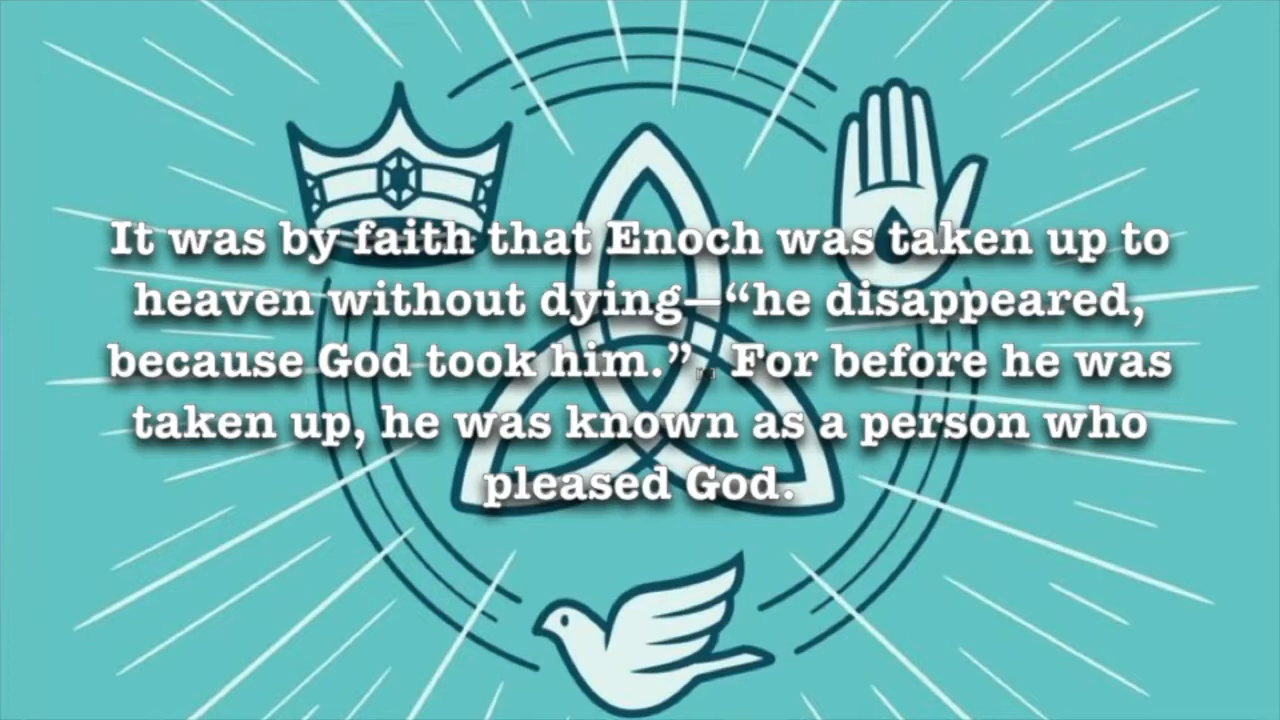 It was by faith that Enoch was taken up to
heaven without dying—“he disappeared,
because God took him.” For before he was
taken up, he was known as a person who
pleased God.